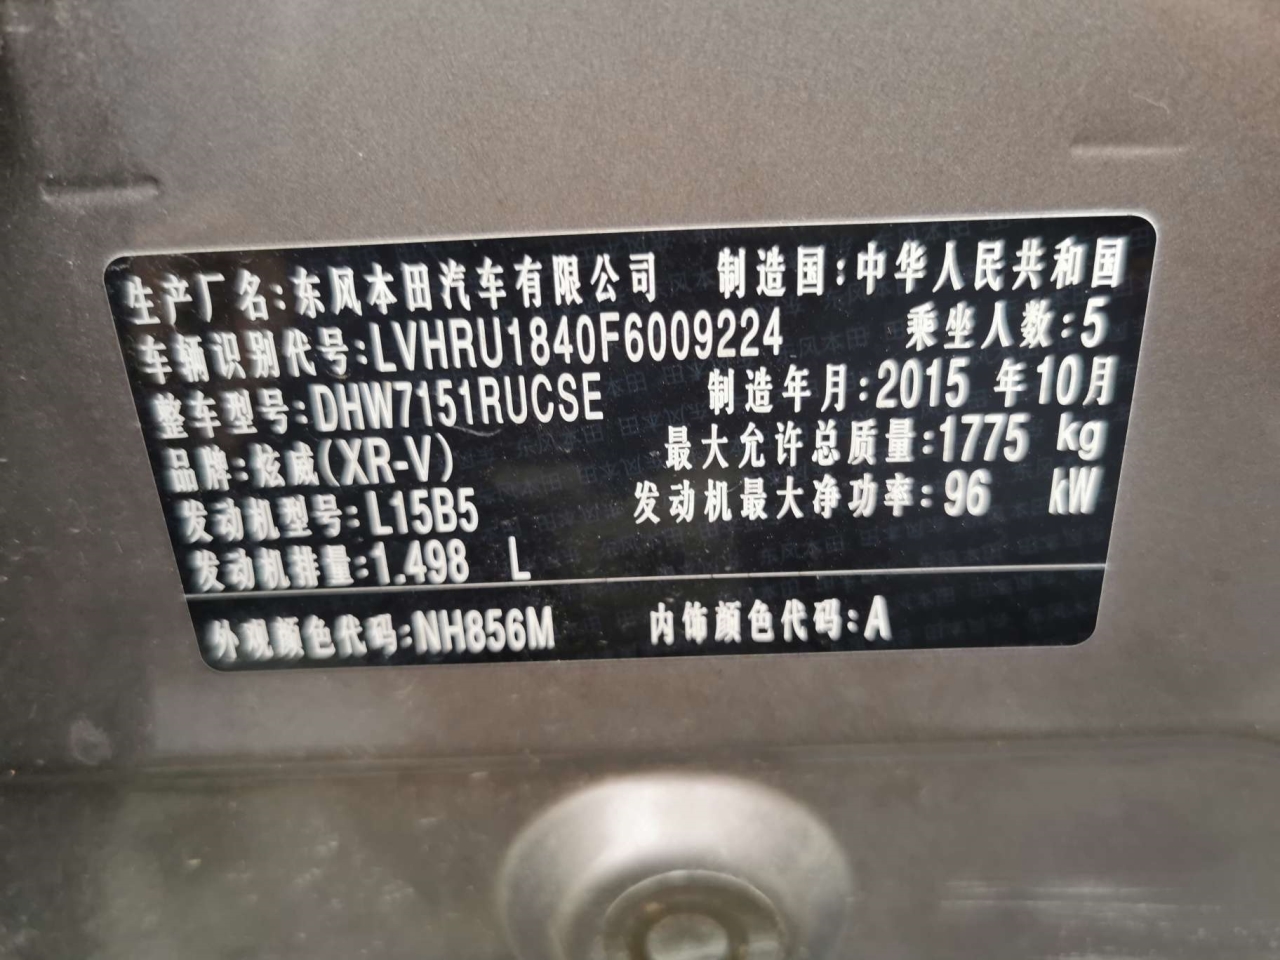 生产厂名:东风本田汽车有限公司 制造国:中华人民共和国
车辆识别代号:LVHRU1840F6009224 乘坐人数:5
整车型号:DHW7151RUCSE 制造年月:2015 年10月
品牌:炫威(XR-V) 最大允许总质量:1775 kg
发动机型号:L15B5 发动机最大净功率:96 kW
发动机排量:1.498 L
外观颜色代码:NH856M 内饰颜色代码:A